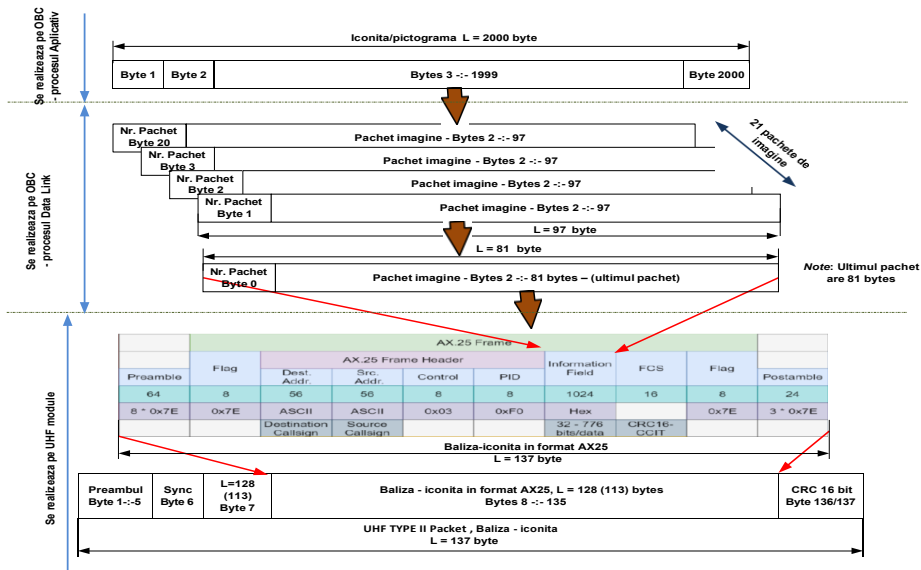 Se realizeaza pe OBC
- procesul Aplicativ
Iconita/pictograma L = 2000 byte
Byte 1
Byte 2
Bytes 3 -:- 1999
Byte 2000
Se realizeaza pe OBC
- procesul Data Link
Nr. Pachet
Byte 20
Pachet imagine - Bytes 2 -:- 97
Nr. Pachet
Byte 3
Pachet imagine - Bytes 2 -:- 97
Nr. Pachet
Byte 2
Pachet imagine - Bytes 2 -:- 97
Nr. Pachet
Byte 1
Pachet imagine - Bytes 2 -:- 97
21 pachete de
imagine
L = 97 byte
L = 81 byte
Nr. Pachet
Byte 0
Pachet imagine - Bytes 2 -:- 81 bytes – (ultimul pachet)
Note: Ultimul pachet
are 81 bytes
Se realizeaza pe UHF module
AX.25 Frame
AX.25 Frame Header
Preamble
Flag
Dest.
Addr.
Src.
Addr.
Control
PID
Information
Field
FCS
Flag
Postamble
64 8 56 56 8 8 1024 16 8 24
8 * 0x7E 0x7E ASCII ASCII 0x03 0xF0 Hex 0x7E 3 * 0x7E
Destination
Callsign
Source
Callsign
32 - 776
bits/data
CRC16-
CCIT
Baliza-iconita in format AX25
L = 137 byte
Preambul
Byte 1-:-5
Sync
Byte 6
L=128
(113)
Byte 7
Baliza - iconita in format AX25, L = 128 (113) bytes
Bytes 8 -:- 135
CRC 16 bit
Byte 136/137
UHF TYPE II Packet , Baliza - iconita
L = 137 byte